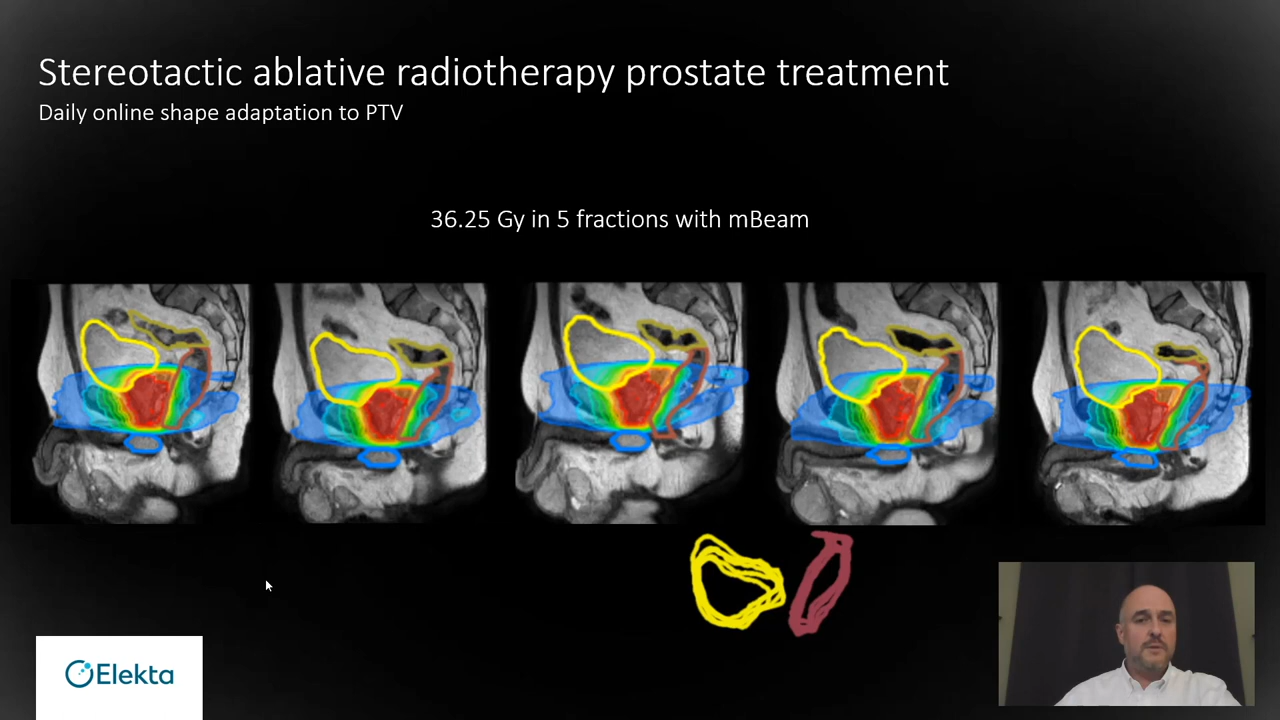 Stereotactic ablative radiotherapy prostate treatment
Daily online shape adaptation to PTV
36.25 Gy in 5 fractions with mBeam
Elekta